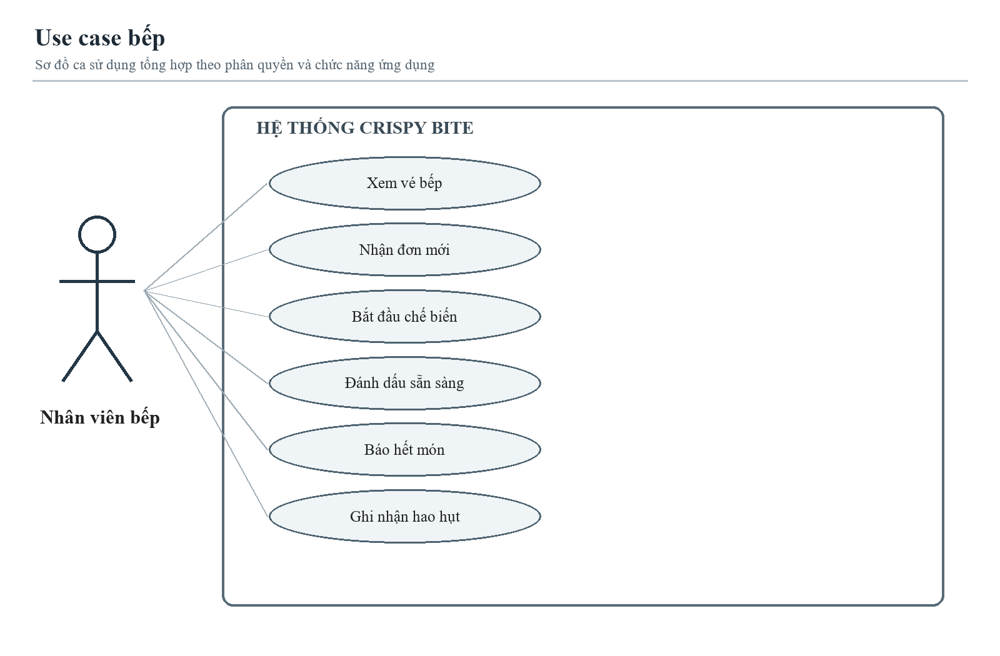 Use case bếp
Sơ đồ ca sử dụng tổng hợp theo phân quyền và chức năng ứng dụng
HỆ THỐNG CRISPY BITE
Xem vé bếp
Nhận đơn mới
Bắt đầu chế biến
Đánh dấu sẵn sàng
Nhân viên bếp
Báo hết món
Ghi nhận hao hụt